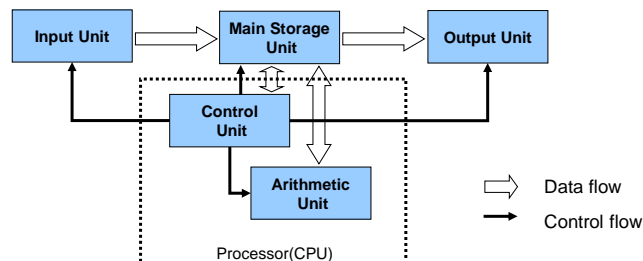 Input Unit
Main Storage
Unit
Output Unit
Control
Unit
Arithmetic
Unit
Data flow
Control flow
Processor(CPU)